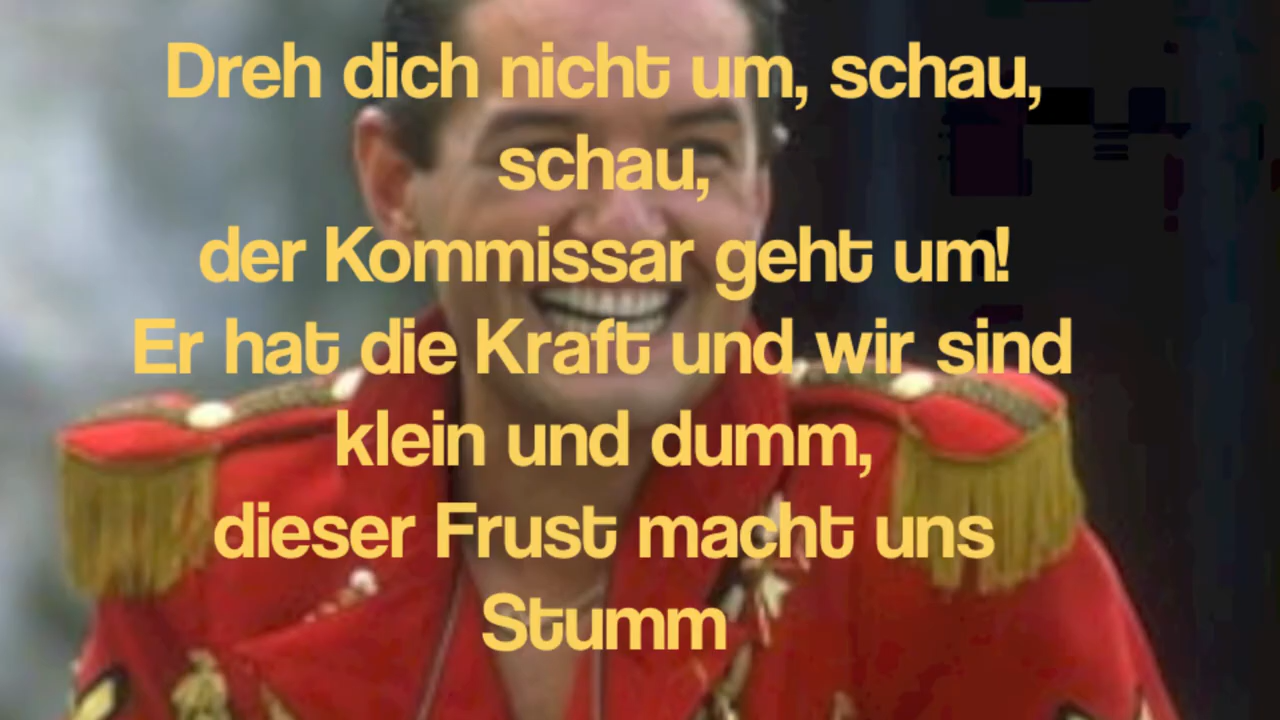 Dreh dich nicht um, schau,
schau,
der Kommissar geht um!
Er hat die Kraft und wir sind
klein und dumm,
dieser Frust macht uns
Stumm